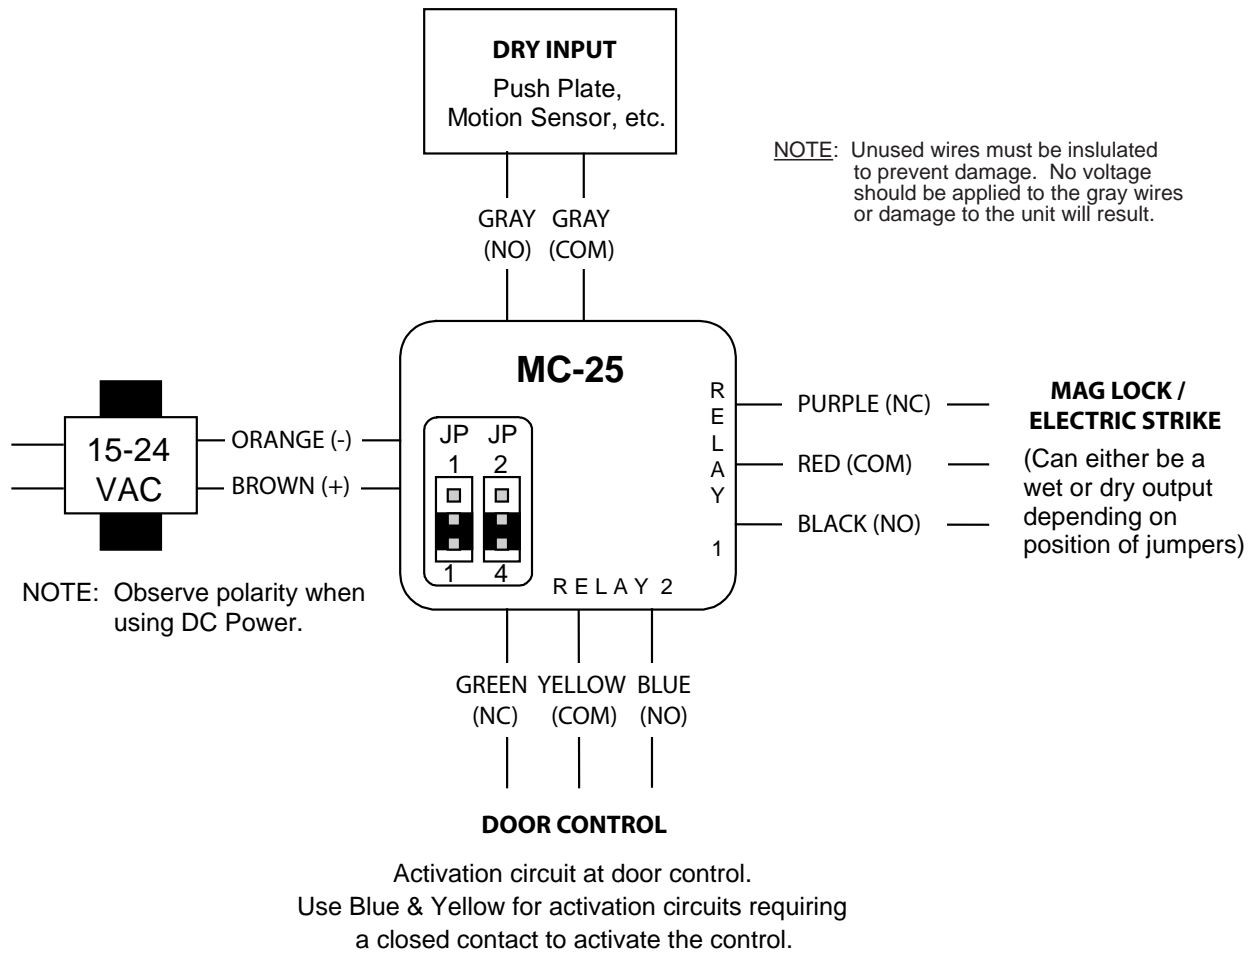 DRY INPUT
Push Plate,
Motion Sensor, etc.
NOTE: Unused wires must be inslulated
to prevent damage. No voltage
should be applied to the gray wires
or damage to the unit will result.
GRAY GRAY
(NO) (COM)
MC-25
RELAY 1
PURPLE (NC)
RED (COM)
BLACK (NO)
MAG LOCK /
ELECTRIC STRIKE
(Can either be a
wet or dry output
depending on
position of jumpers)
15-24
VAC
ORANGE (-)
BROWN (+)
JP JP
1 2
1 4
NOTE: Observe polarity when
using DC Power.
RELAY 2
GREEN YELLOW BLUE
(NC) (COM) (NO)
DOOR CONTROL
Activation circuit at door control.
Use Blue & Yellow for activation circuits requiring
a closed contact to activate the control.